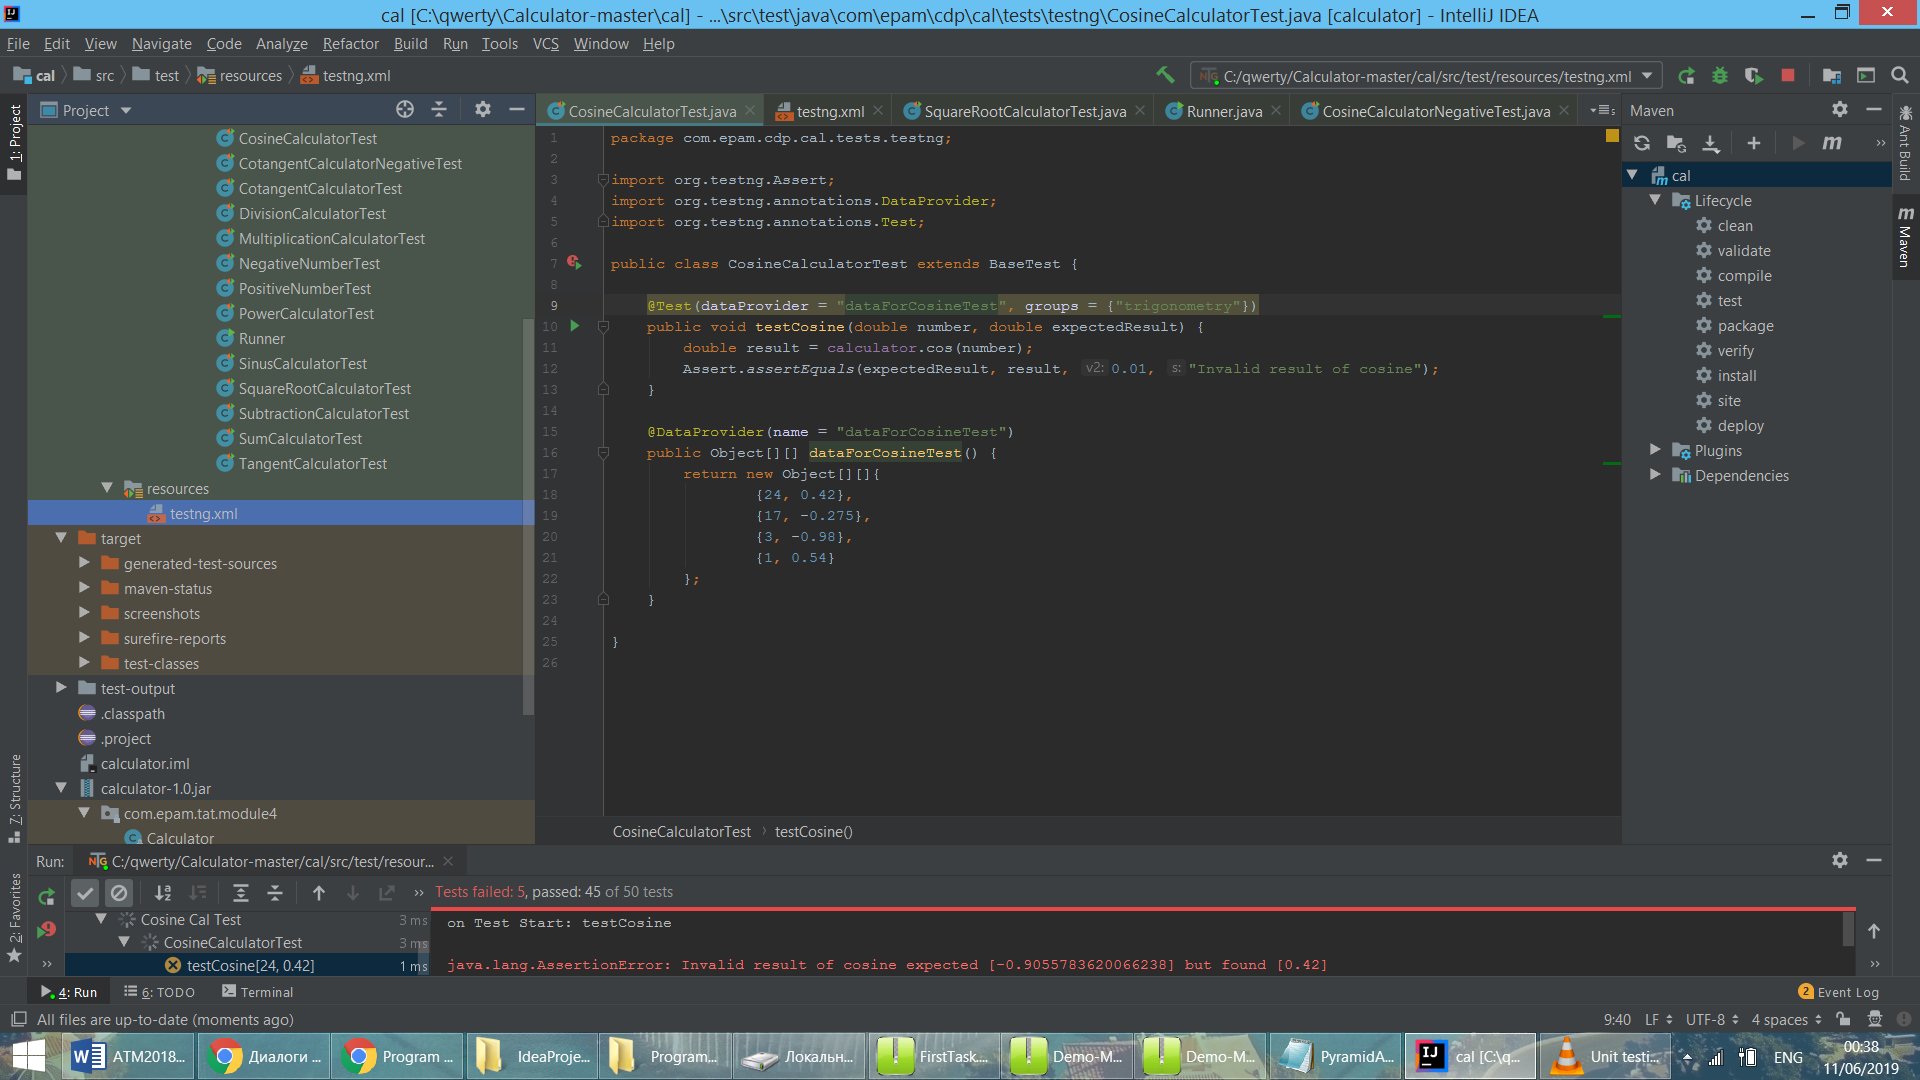 cal [C:\qwerty\Calculator-master\cal] - ...\src\test\java\com\epam\cdp\cal\tests\testng\CosineCalculatorTest.java [calculator] - IntelliJ IDEA
File Edit View Navigate Code Analyze Refactor Build Run Tools VCS Window Help
cal src test resources testng.xml
C:/qwerty/Calculator-master/cal/src/test/resources/testng.xml
1: Project
Z: Structure
2: Favorites
Project
CosineCalculatorTest
CotangentCalculatorNegativeTest
CotangentCalculatorTest
DivisionCalculatorTest
MultiplicationCalculatorTest
NegativeNumberTest
PositiveNumberTest
PowerCalculatorTest
Runner
SinusCalculatorTest
SquareRootCalculatorTest
SubtractionCalculatorTest
SumCalculatorTest
TangentCalculatorTest
resources
testng.xml
target
generated-test-sources
maven-status
screenshots
surefire-reports
test-classes
test-output
.classpath
.project
calculator.iml
calculator-1.0.jar
com.epam.tat.module4
Calculator
CosineCalculatorTest.java testng.xml SquareRootCalculatorTest.java Runner.java CosineCalculatorNegativeTest.java
1 package com.epam.cdp.cal.tests.testng;
2
3 import org.testng.Assert;
4 import org.testng.annotations.DataProvider;
5 import org.testng.annotations.Test;
6
7 public class CosineCalculatorTest extends BaseTest {
8
9 @Test(dataProvider = "dataForCosineTest", groups = {"trigonometry"})
10 public void testCosine(double number, double expectedResult) {
11 double result = calculator.cos(number);
12 Assert.assertEquals(expectedResult, result, v2: 0.01, s: "Invalid result of cosine");
13 }
14
15 @DataProvider(name = "dataForCosineTest")
16 public Object[][] dataForCosineTest() {
17 return new Object[][]{
18 {24, 0.42},
19 {17, -0.275},
20 {3, -0.98},
21 {1, 0.54}
22 };
23 }
24
25 }
26
CosineCalculatorTest testCosine()
Maven
cal
Lifecycle
clean
validate
compile
test
package
verify
install
site
deploy
Plugins
Dependencies
Ant Build
Maven
Run: C:/qwerty/Calculator-master/cal/src/test/resour...
Tests failed: 5, passed: 45 of 50 tests
Cosine Cal Test 3 ms
CosineCalculatorTest 3 ms
testCosine[24, 0.42] 1 ms
on Test Start: testCosine
java.lang.AssertionError: Invalid result of cosine expected [-0.9055783620066238] but found [0.42]
4: Run 6: TODO Terminal
2 Event Log
All files are up-to-date (moments ago)
9:40 LF UTF-8 4 spaces
ATM2018... Диалоги ... Program ... IdeaProje... Program... Локальн... FirstTask.... Demo-M... Demo-M... PyramidA... cal [C:\q... Unit testi...
ENG
00:38
11/06/2019